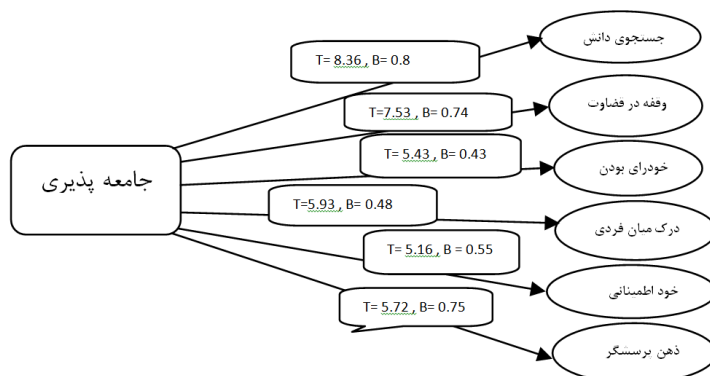 جستجوی دانش
T= 8.36 , B= 0.8
وقفه در قضاوت
T=7.53 , B= 0.74
خودرای بودن
T= 5.43 , B= 0.43
جامعه پذیری
T=5.93 , B= 0.48
درک میان فردی
T= 5.16 , B = 0.55
خود اطمینانی
T= 5.72 , B= 0.75
ذهن پرسشگر